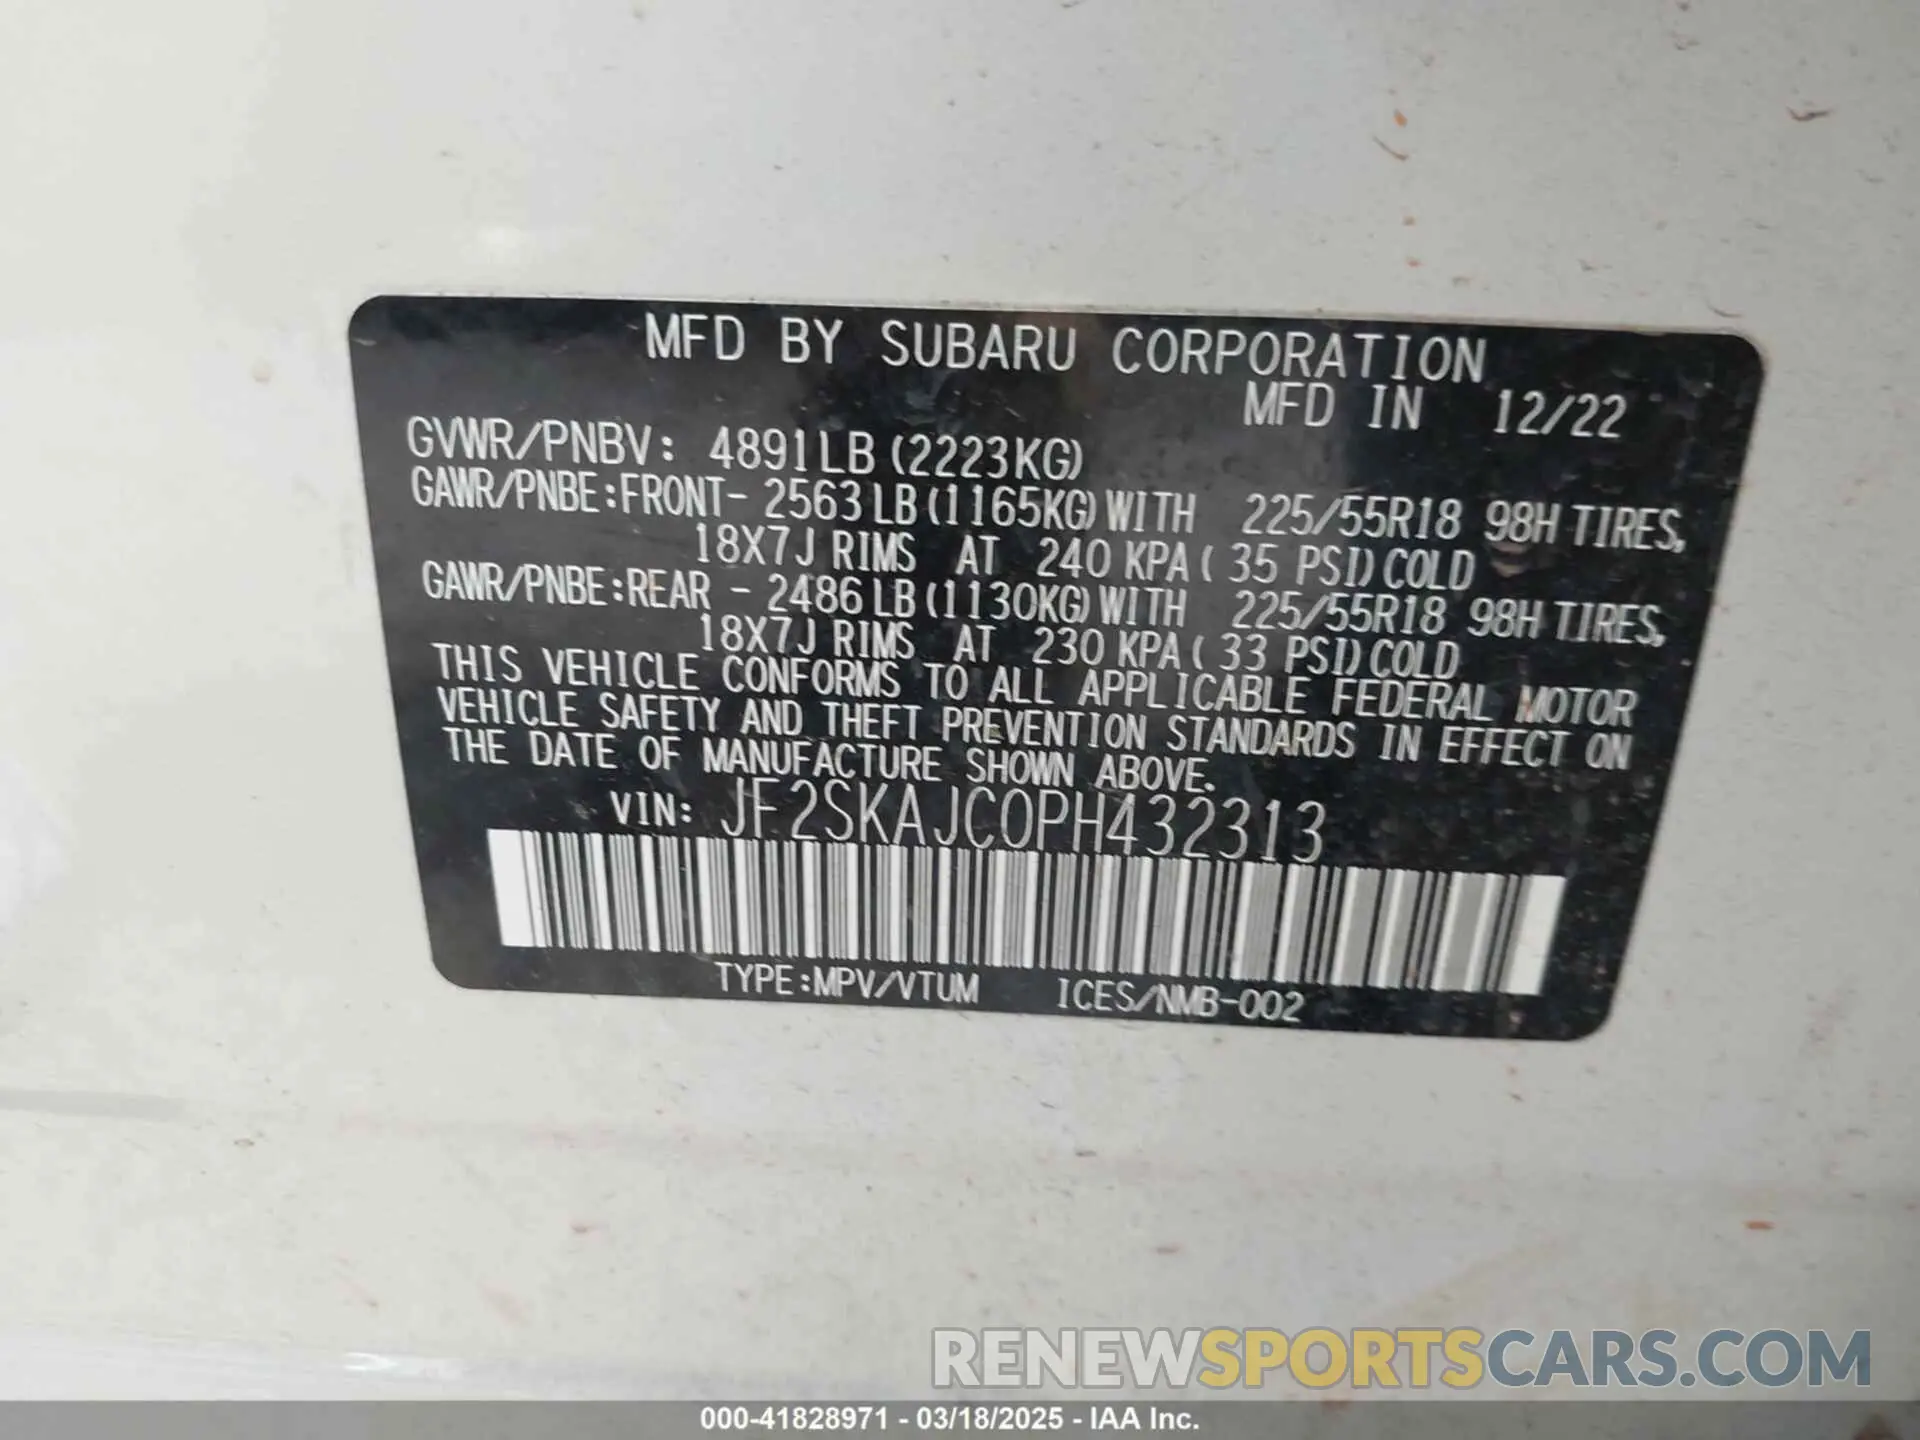 MFD BY SUBARU CORPORATION
MFD IN 12/22
GVWR/PNBV: 4891LB (2223KG)
GAWR/PNBE:FRONT- 2563LB(1165KG)WITH 225/55R18 98H TIRES,
18X7J RIMS AT 240 KPA( 35 PSI)COLD
GAWR/PNBE:REAR - 2486LB(1130KG)WITH 225/55R18 98H TIRES,
18X7J RIMS AT 230 KPA( 33 PSI)COLD
THIS VEHICLE CONFORMS TO ALL APPLICABLE FEDERAL MOTOR
VEHICLE SAFETY AND THEFT PREVENTION STANDARDS IN EFFECT ON
THE DATE OF MANUFACTURE SHOWN ABOVE.
VIN: JF2SKAJC0PH432313
TYPE:MPV/VTUM ICES/NMB-002
RENEWSPORTSCARS.COM
000-41828971 - 03/18/2025 - IAA Inc.